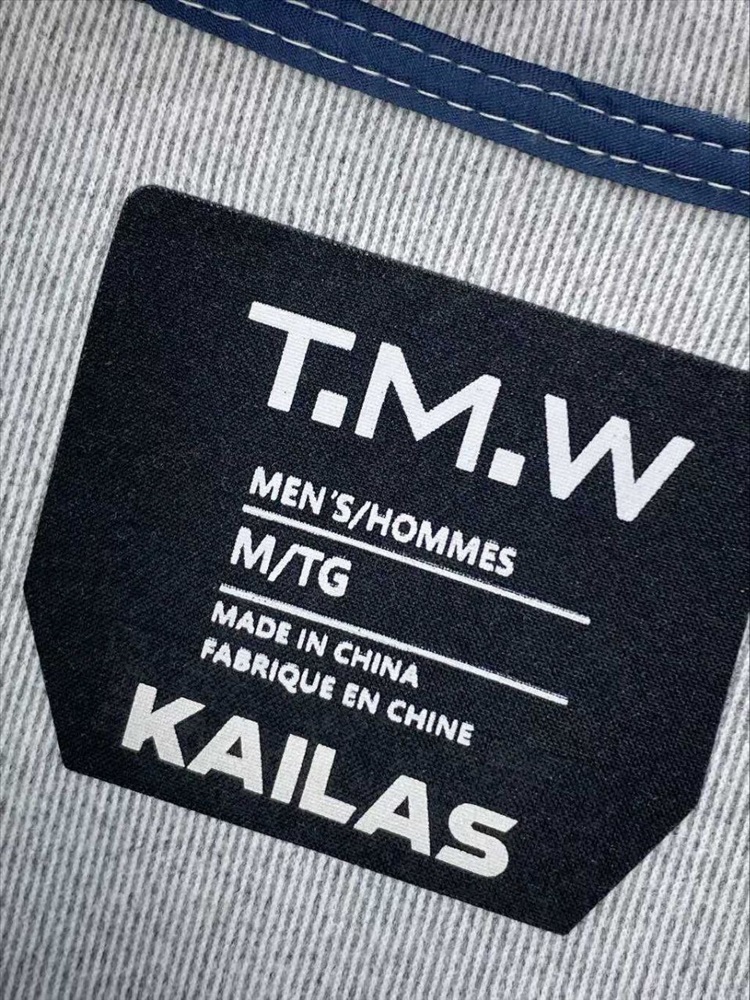 T.M.W
MEN'S/HOMMES
M/TG
MADE IN CHINA
FABRIQUE EN CHINE
KAILAS